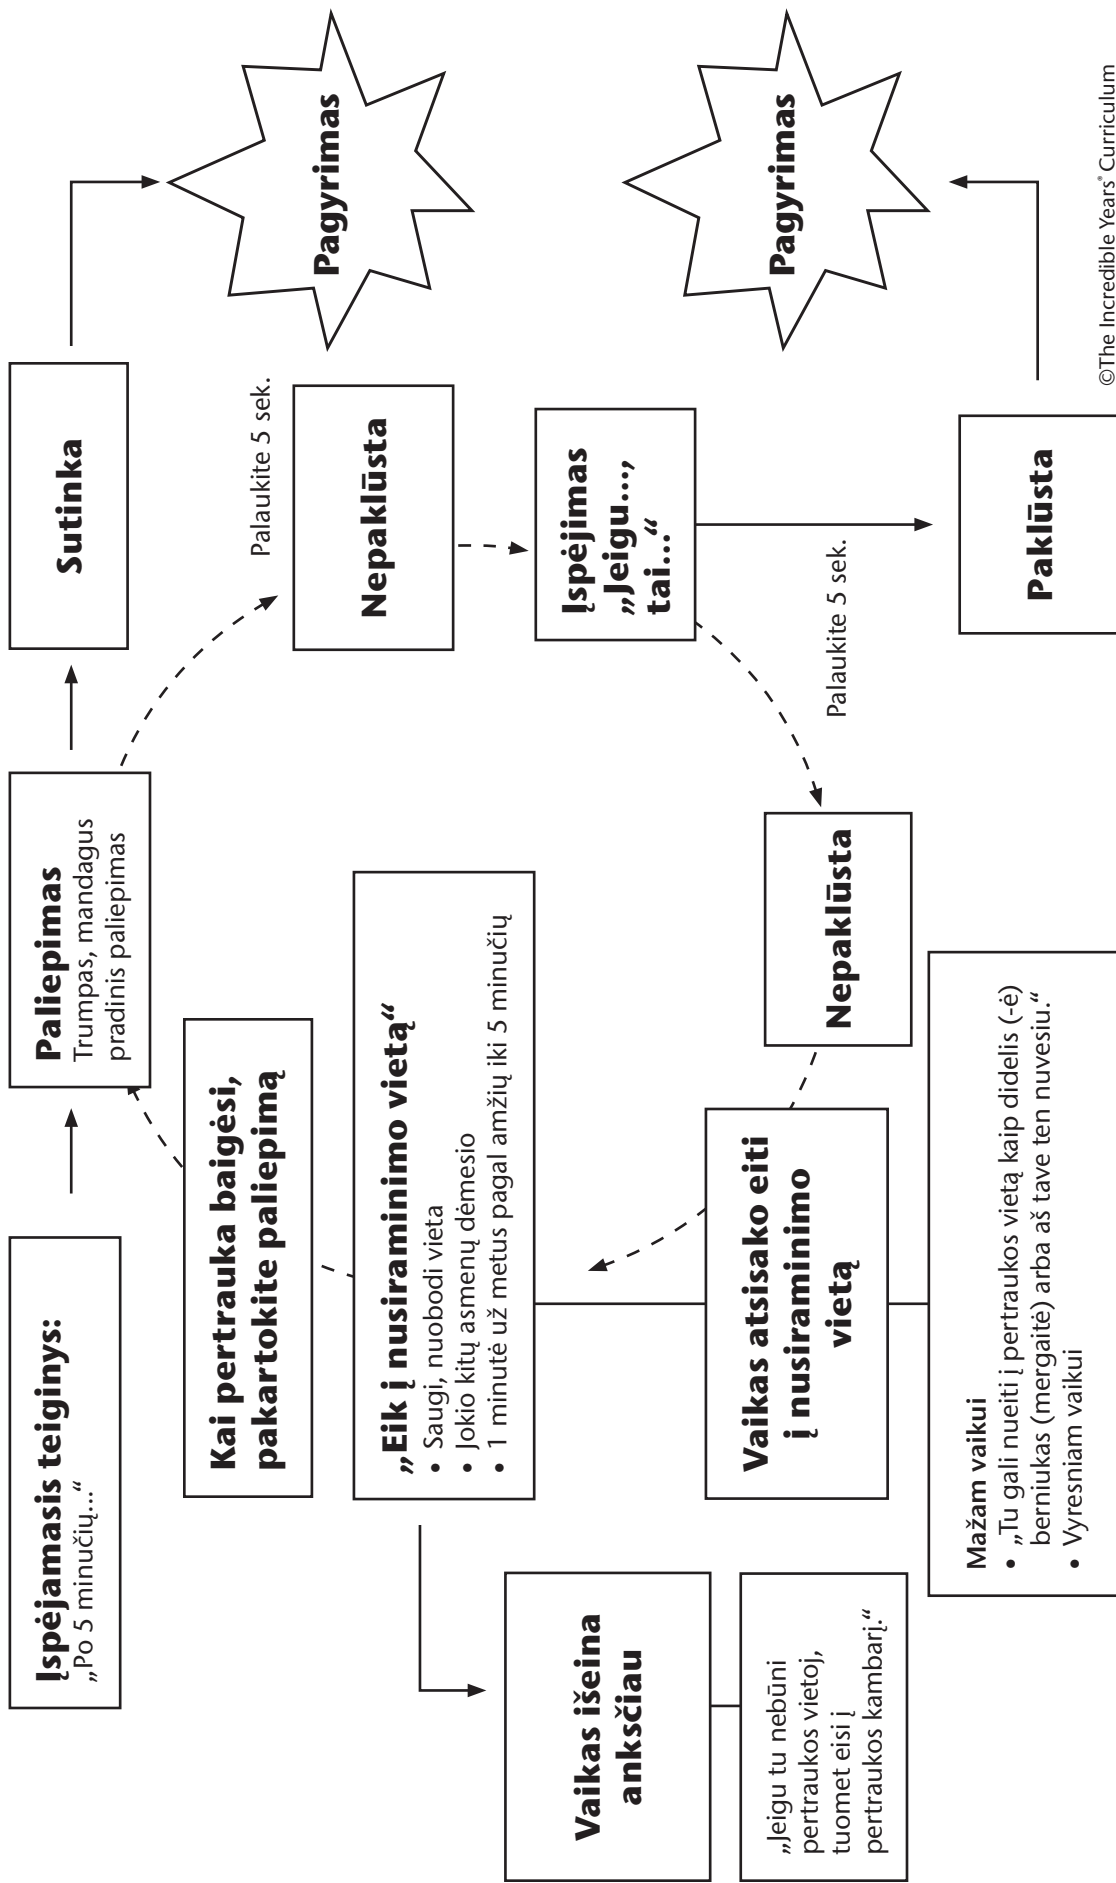 Įspėjamasis teiginys:
„Po 5 minučių...“
Paliepimas
Trumpas, mandagus
pradinis paliepimas
Sutinka
Pagyrimas
Palaukite 5 sek.
Nepaklūsta
Įspėjimas
„Jeigu...,
tai...“
Palaukite 5 sek.
Paklūsta
Pagyrimas
Nepaklūsta
Kai pertrauka baigėsi,
pakartokite paliepimą
„Eik į nusiraminimo vietą“
• Saugi, nuobodi vieta
• Jokio kitų asmenų dėmesio
• 1 minutė už metus pagal amžių iki 5 minučių
Vaikas atsisako eiti
į nusiraminimo
vietą
Mažam vaikui
• „Tu gali nueiti į pertraukos vietą kaip didelis (-ė)
berniukas (mergaitė) arba aš tave ten nuvesiu.“
• Vyresniam vaikui
Vaikas išeina
anksčiau
„Jeigu tu nebūni
pertraukos vietoj,
tuomet eisi į
pertraukos kambarį.“
©The Incredible Years® Curriculum